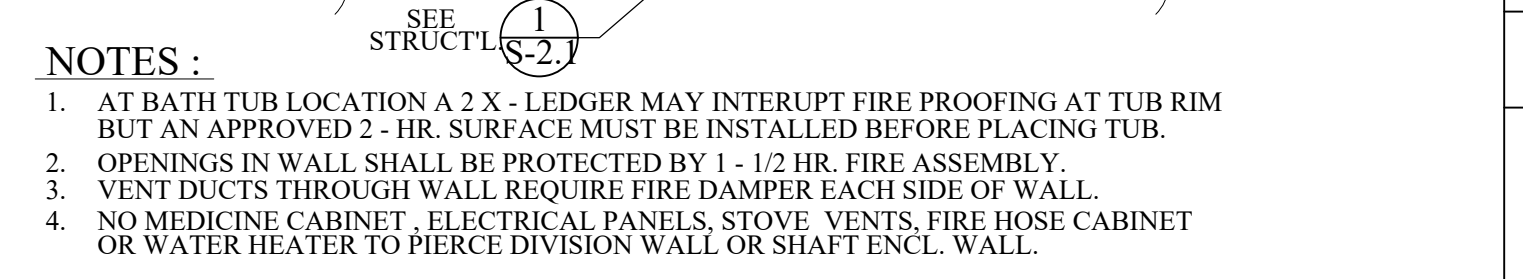 SEE
STRUCT'L.
1
S-2.1
NOTES :
1. AT BATH TUB LOCATION A 2 X - LEDGER MAY INTERUPT FIRE PROOFING AT TUB RIM
BUT AN APPROVED 2 - HR. SURFACE MUST BE INSTALLED BEFORE PLACING TUB.
2. OPENINGS IN WALL SHALL BE PROTECTED BY 1 - 1/2 HR. FIRE ASSEMBLY.
3. VENT DUCTS THROUGH WALL REQUIRE FIRE DAMPER EACH SIDE OF WALL.
4. NO MEDICINE CABINET , ELECTRICAL PANELS, STOVE VENTS, FIRE HOSE CABINET
OR WATER HEATER TO PIERCE DIVISION WALL OR SHAFT ENCL. WALL.